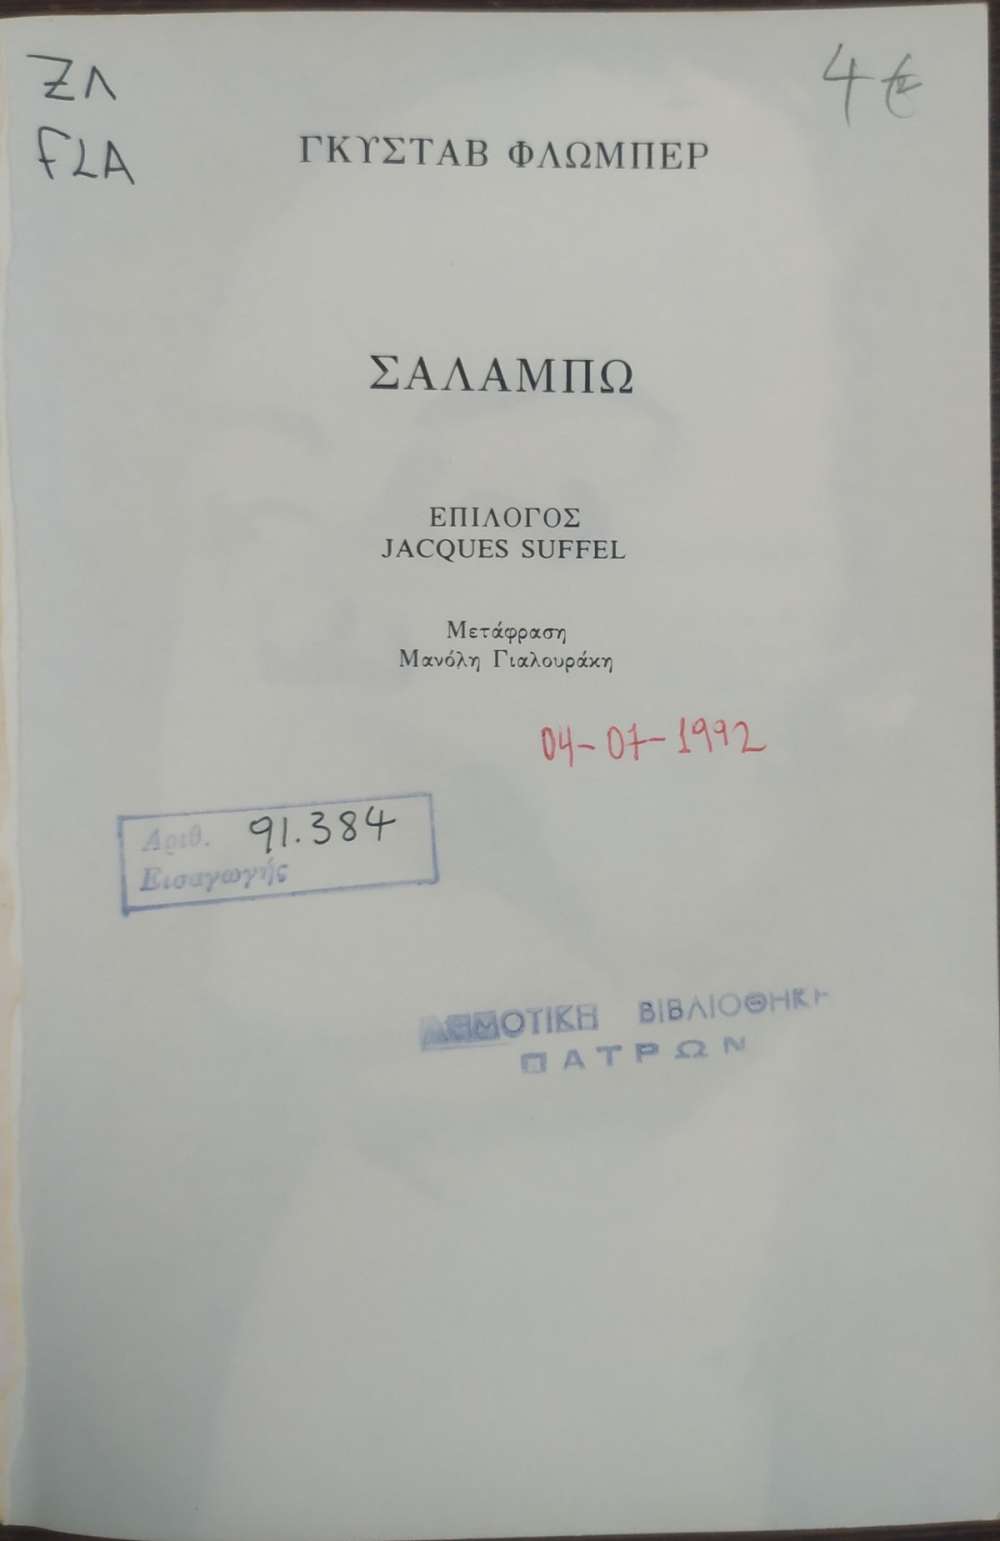 ΖΛ
FLA
4 €
ΓΚΥΣΤΑΒ ΦΛΩΜΠΕΡ
ΣΑΛΑΜΠΩ
ΕΠΙΛΟΓΟΣ
JACQUES SUFFEL
Μετάφραση
Μανόλη Γιαλουράκη
04-07-1992
Αριθ. 91.384
Εισαγωγής
ΔΗΜΟΤΙΚΗ ΒΙΒΛΙΟΘΗΚΗ
ΠΑΤΡΩΝ